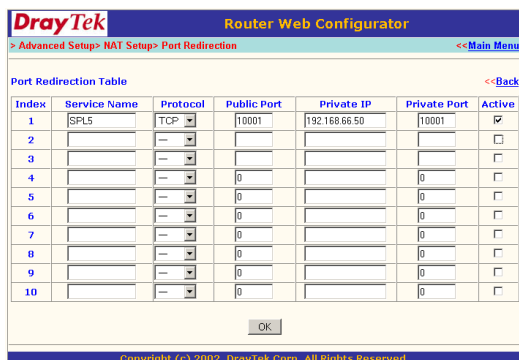 DrayTek Router Web Configurator
> Advanced Setup> NAT Setup> Port Redirection <<Main Menu
Port Redirection Table <<Back
Index Service Name Protocol Public Port Private IP Private Port Active
1 SPL5 TCP 10001 192.168.66.50 10001
2 ---
3 ---
4 --- 0 0
5 --- 0 0
6 --- 0 0
7 --- 0 0
8 --- 0 0
9 --- 0 0
10 --- 0 0
OK
Copyright (c) 2002, DrayTek Corp. All Rights Reserved.